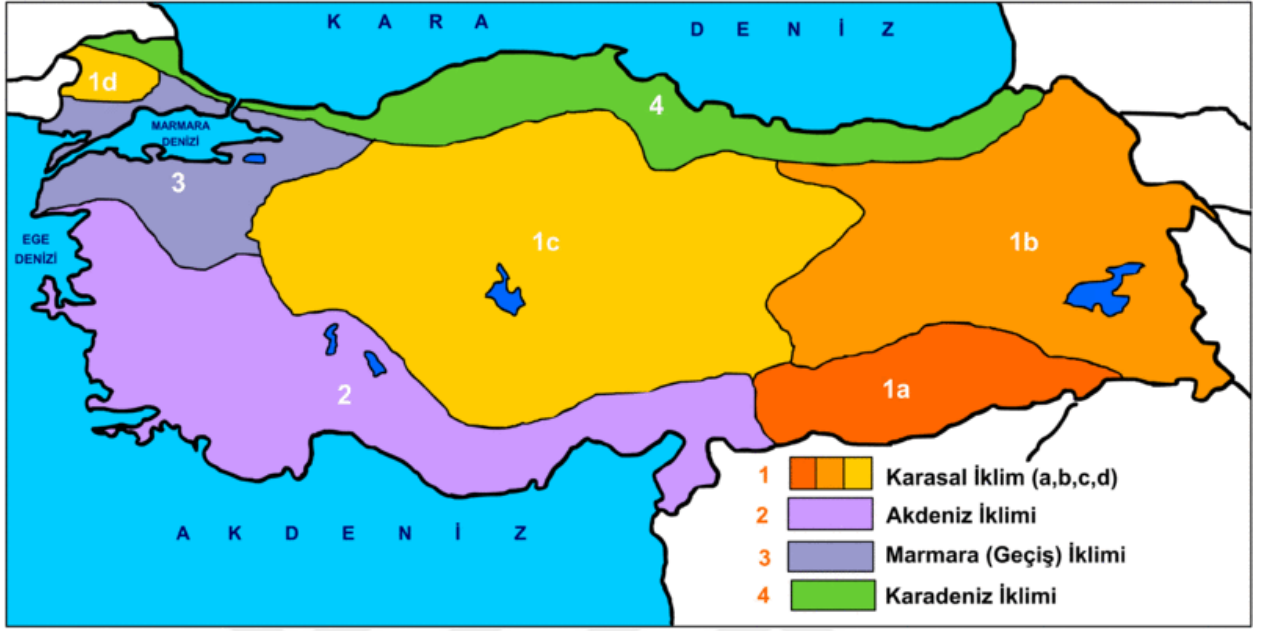 K A R A
D E N İ Z
1d
4
MARMARA
DENİZİ
3
EGE
DENİZİ
1c
1b
2
1a
1 Karasal İklim (a,b,c,d)
2 Akdeniz İklimi
3 Marmara (Geçiş) İklimi
4 Karadeniz İklimi
A K D E N İ Z